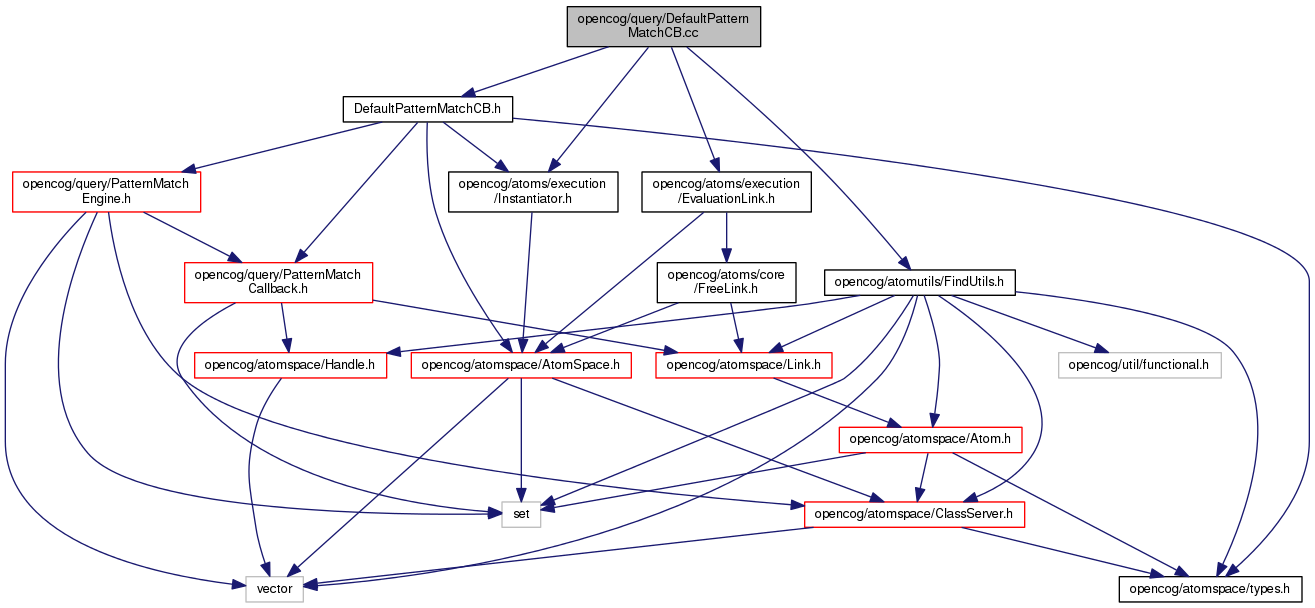 opencog/query/DefaultPattern
MatchCB.cc
DefaultPatternMatchCB.h
opencog/query/PatternMatch
Engine.h
opencog/atoms/execution
/Instantiator.h
opencog/atoms/execution
/EvaluationLink.h
opencog/query/PatternMatch
Callback.h
opencog/atoms/core
/FreeLink.h
opencog/atomutils/FindUtils.h
opencog/atomspace/Handle.h
opencog/atomspace/AtomSpace.h
opencog/atomspace/Link.h
opencog/util/functional.h
opencog/atomspace/Atom.h
set
opencog/atomspace/ClassServer.h
vector
opencog/atomspace/types.h